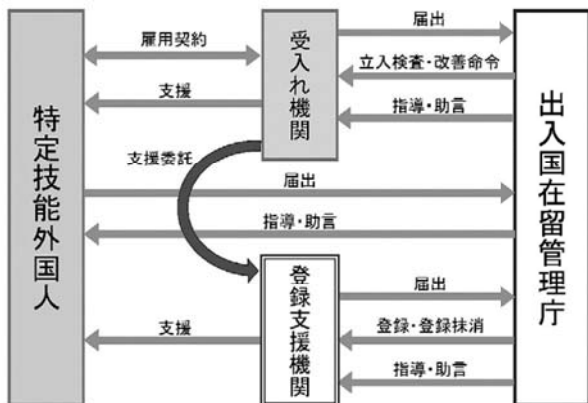 特定技能外国人
雇用契約
支援
受入れ機関
届出
立入検査・改善命令
指導・助言
出入国在留管理庁
支援委託
届出
指導・助言
支援
登録支援機関
届出
登録・登録抹消
指導・助言